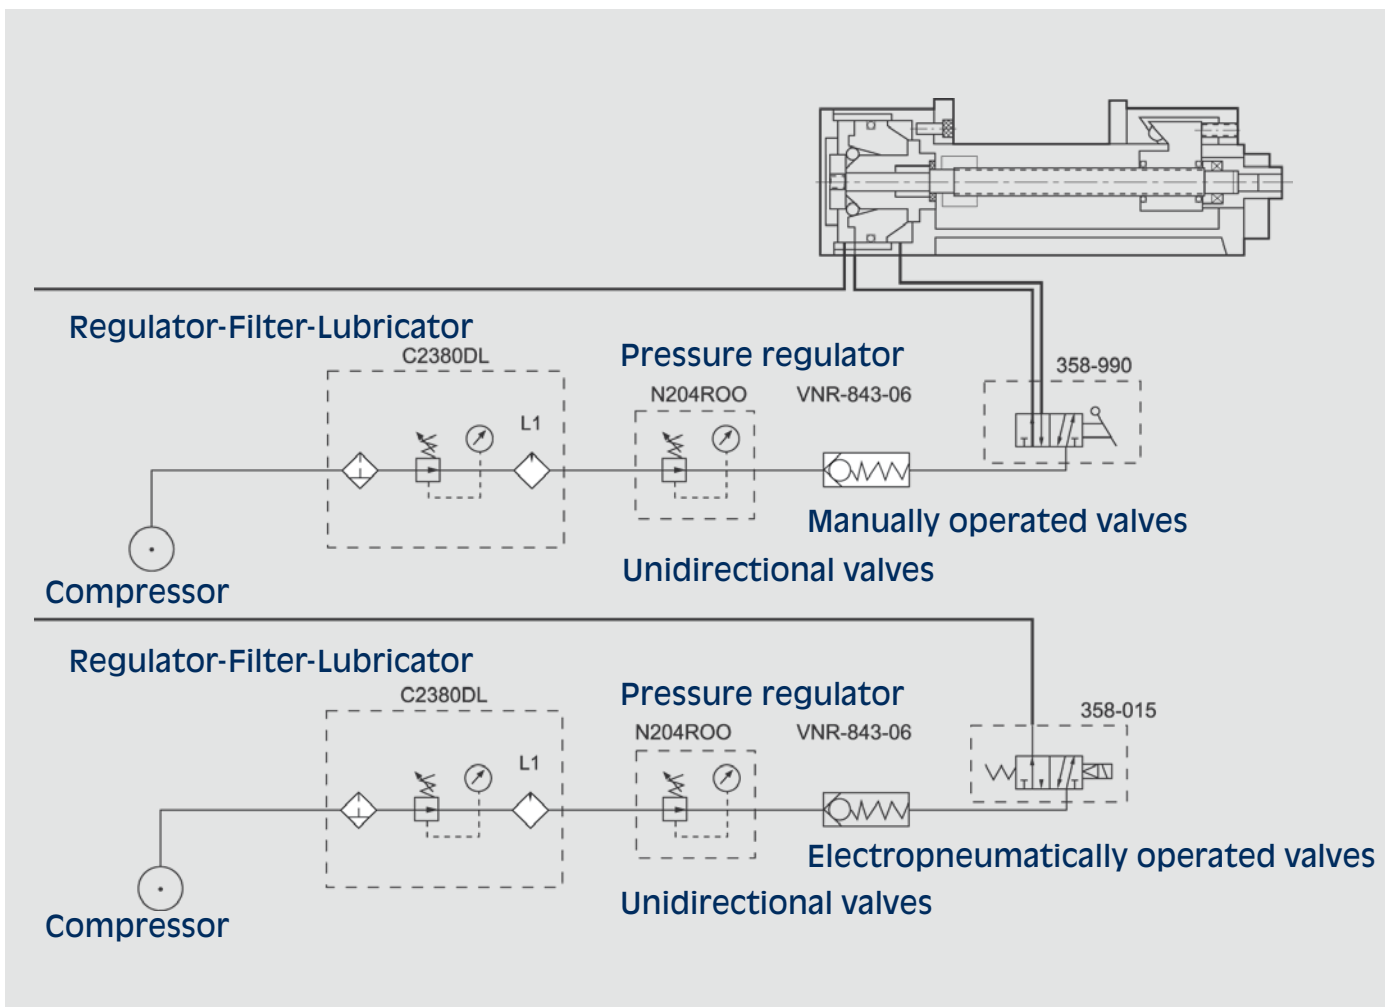 Regulator-Filter-Lubricator
C2380DL
L1
Pressure regulator
N204ROO
VNR-843-06
358-990
Manually operated valves
Unidirectional valves
Compressor
Regulator-Filter-Lubricator
C2380DL
L1
Pressure regulator
N204ROO
VNR-843-06
358-015
Electropneumatically operated valves
Unidirectional valves
Compressor